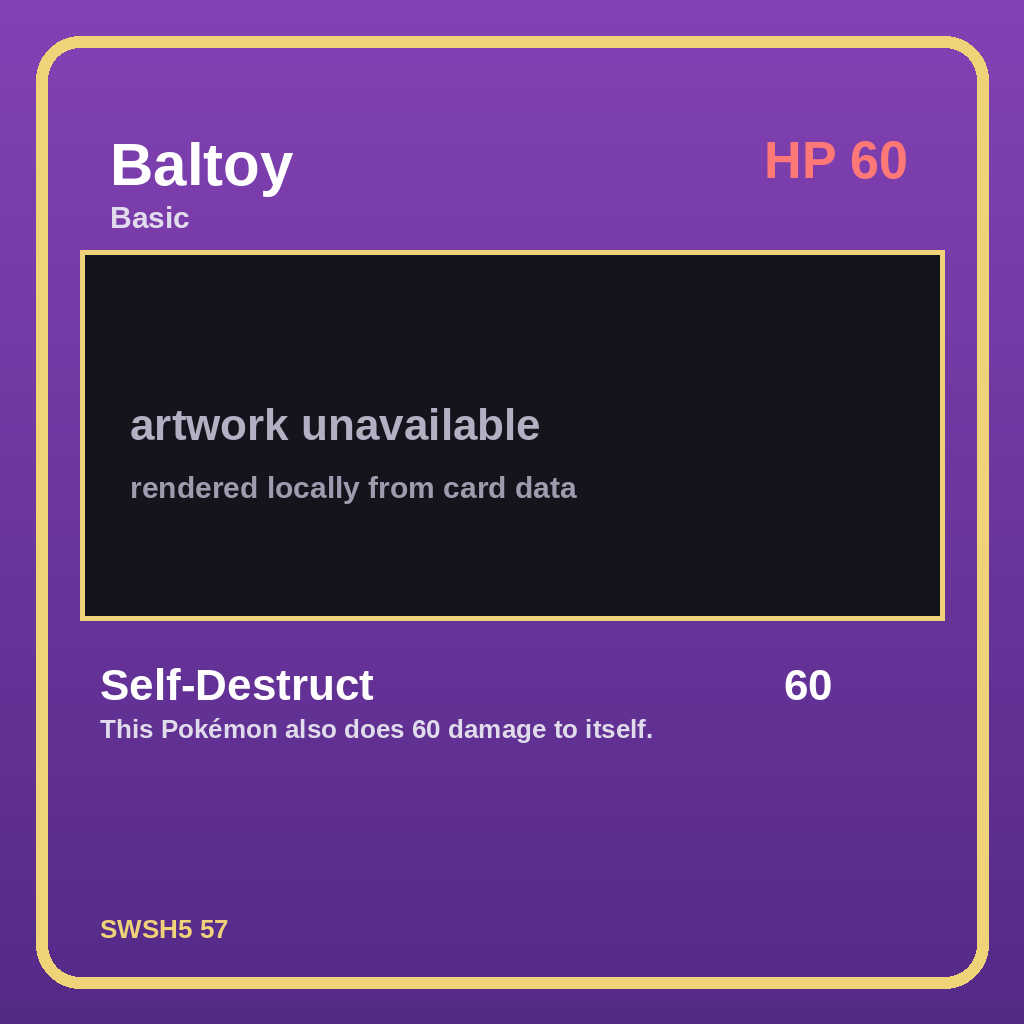 Baltoy
HP 60
Basic
artwork unavailable
rendered locally from card data
Self-Destruct
60
This Pokémon also does 60 damage to itself.
SWSH5 57